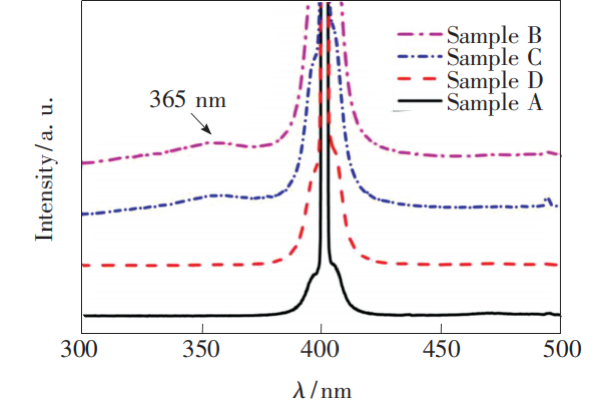 Sample B
Sample C
Sample D
Sample A
365 nm
Intensity/a. u.
300
350
400
450
500
λ/nm